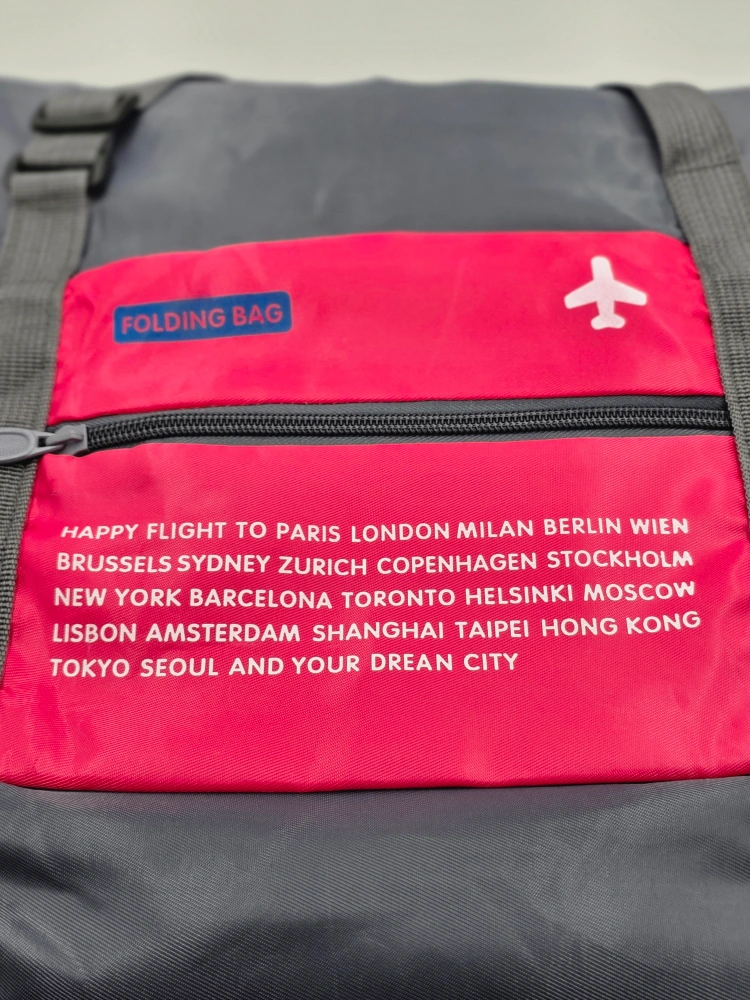 FOLDING BAG
HAPPY FLIGHT TO PARIS LONDON MILAN BERLIN WIEN
BRUSSELS SYDNEY ZURICH COPENHAGEN STOCKHOLM
NEW YORK BARCELONA TORONTO HELSINKI MOSCOW
LISBON AMSTERDAM SHANGHAI TAIPEI HONG KONG
TOKYO SEOUL AND YOUR DREAN CITY